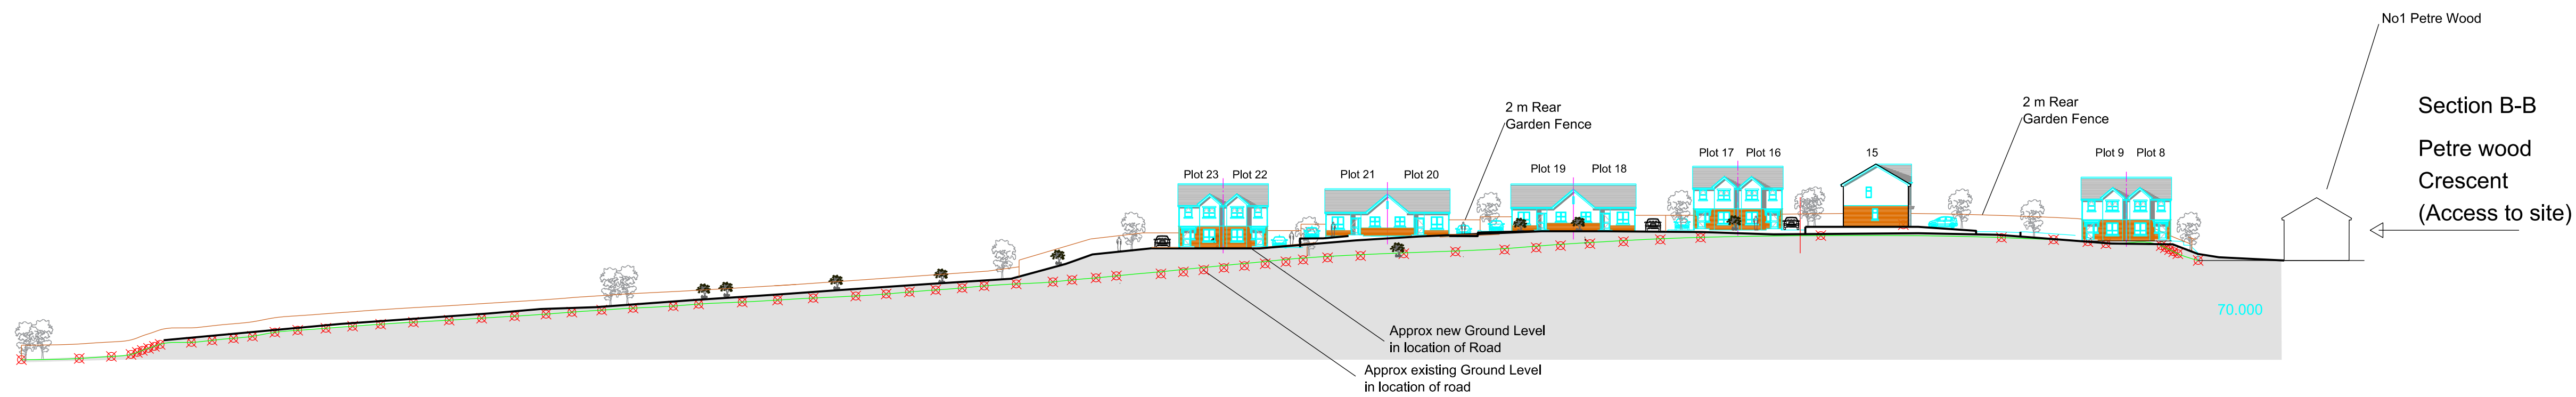 No1 Petre Wood
Section B-B
Petre wood
Crescent
(Access to site)
2 m Rear
Garden Fence
2 m Rear
Garden Fence
Plot 23 Plot 22
Plot 21 Plot 20
Plot 19 Plot 18
Plot 17 Plot 16
15
Plot 9 Plot 8
70.000
Approx new Ground Level
in location of Road
Approx existing Ground Level
in location of road